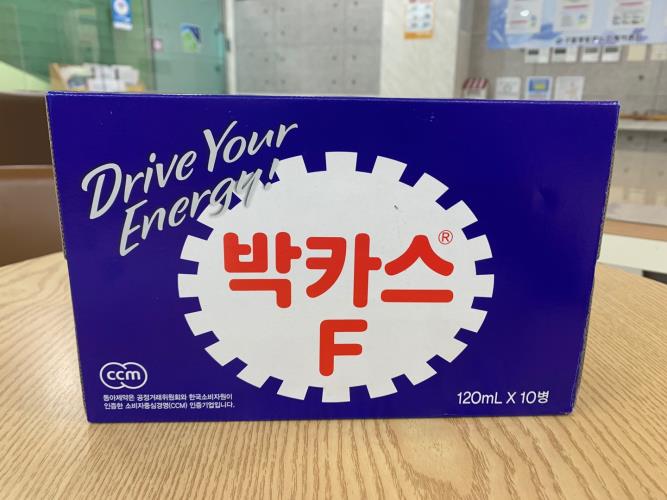 Drive Your
Energy!
박카스®
F
ccm
동아제약은 공정거래위원회와 한국소비자원이
인증한 소비자중심경영(CCM) 인증기업입니다.
120mL X 10병